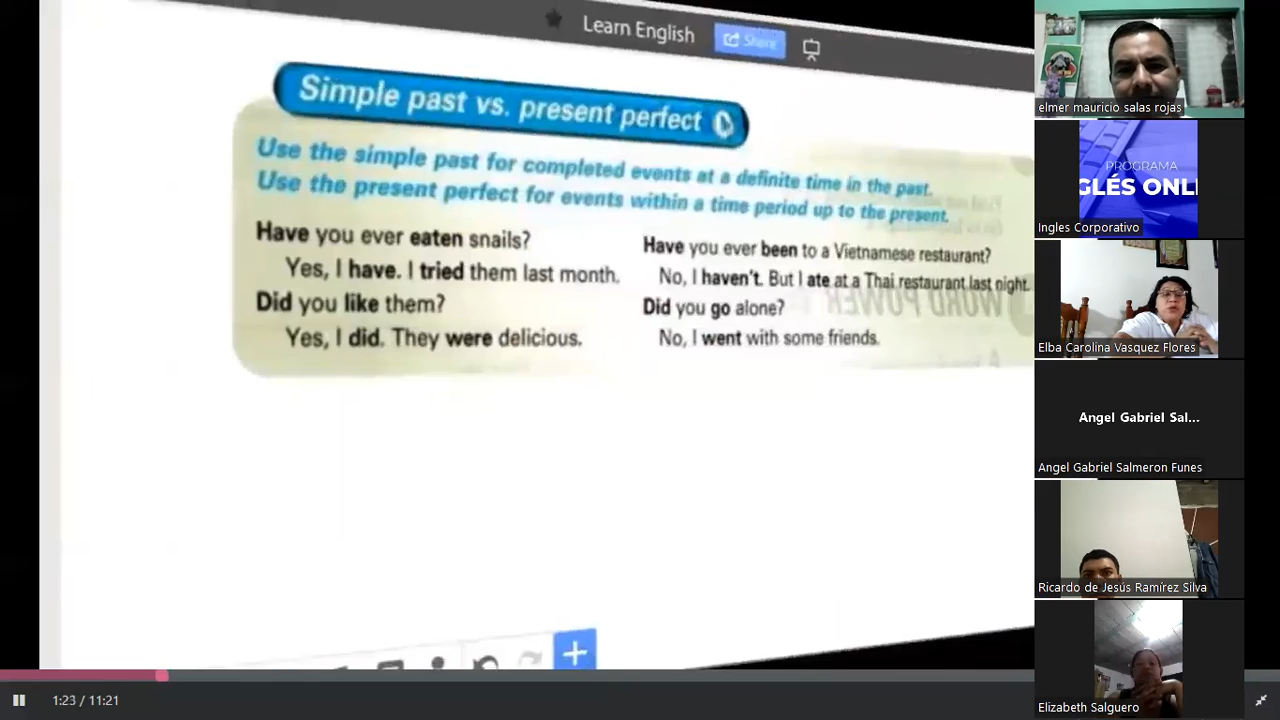 Learn English
Share
Simple past vs. present perfect
Use the simple past for completed events at a definite time in the past.
Use the present perfect for events within a time period up to the present.
Have you ever eaten snails?
Yes, I have. I tried them last month.
Did you like them?
Yes, I did. They were delicious.
Have you ever been to a Vietnamese restaurant?
No, I haven't. But I ate at a Thai restaurant last night.
Did you go alone?
No, I went with some friends.
WORD POWER
elmer mauricio salas rojas
PROGRAMA
GLÉS ONLI
Ingles Corporativo
Elba Carolina Vasquez Flores
Angel Gabriel Sal...
Angel Gabriel Salmeron Funes
Ricardo de Jesús Ramírez Silva
Elizabeth Salguero
1:23 / 11:21